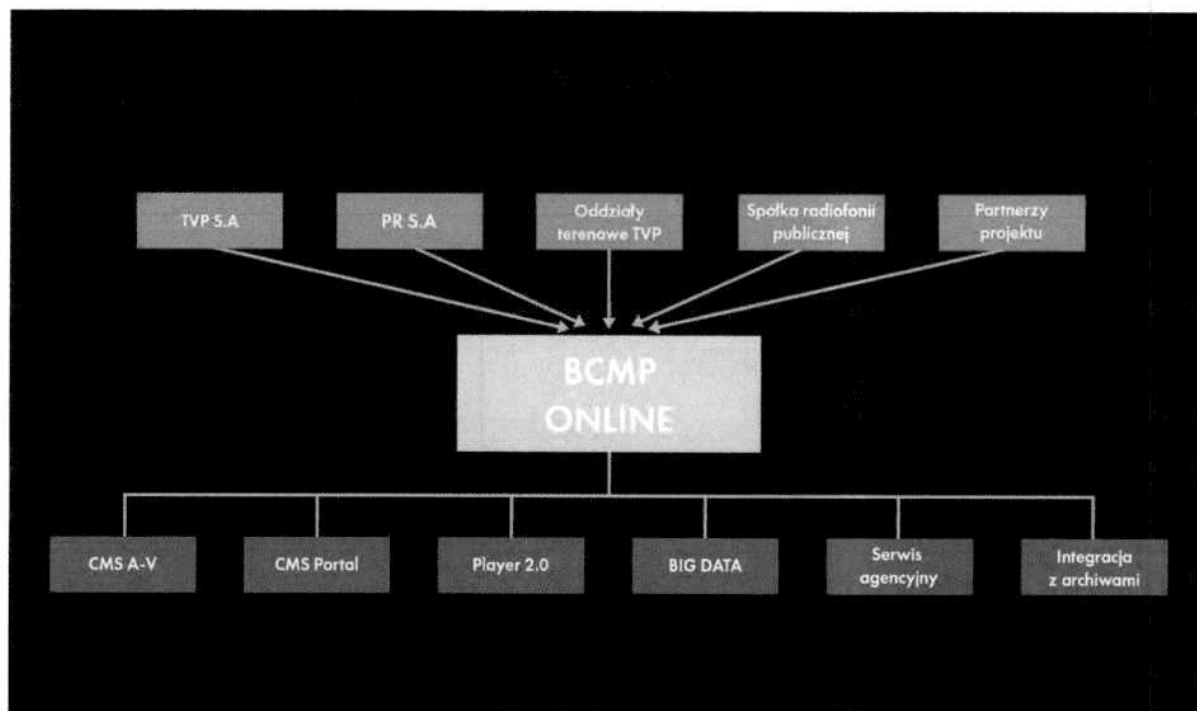 TVP S.A
PR S.A
Oddziały
terenowe TVP
Spółka radiofonii
publicznej
Partnerzy
projektu
BCMP
ONLINE
CMS A-V
CMS Portal
Player 2.0
BIG DATA
Serwis
agencyjny
Integracja
z archiwami